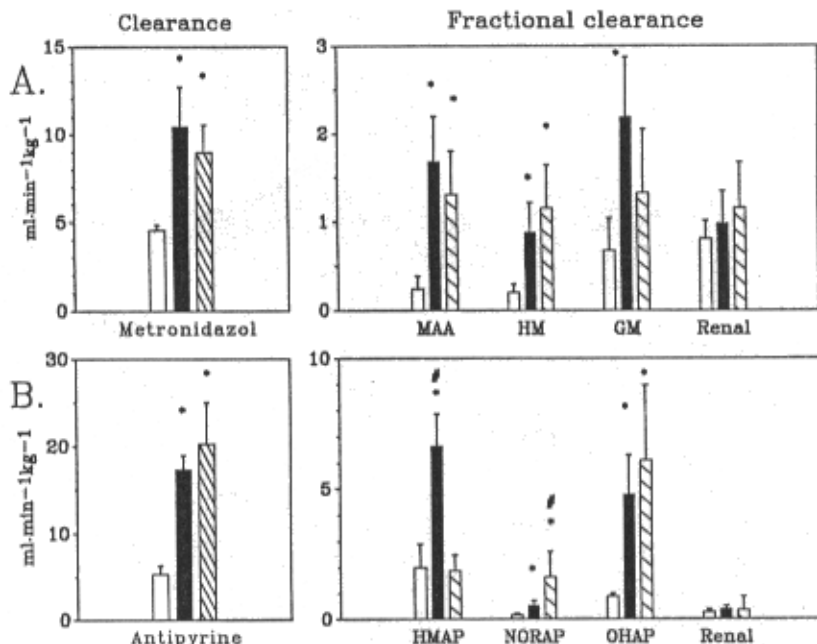 Clearance
Fractional clearance
A.
ml·min−1kg−1
15
10
5
0
Metronidazol
3
2
1
0
MAA HM GM Renal
B.
ml·min−1kg−1
30
20
10
0
Antipyrine
10
5
0
HMAP NORAP OHAP Renal